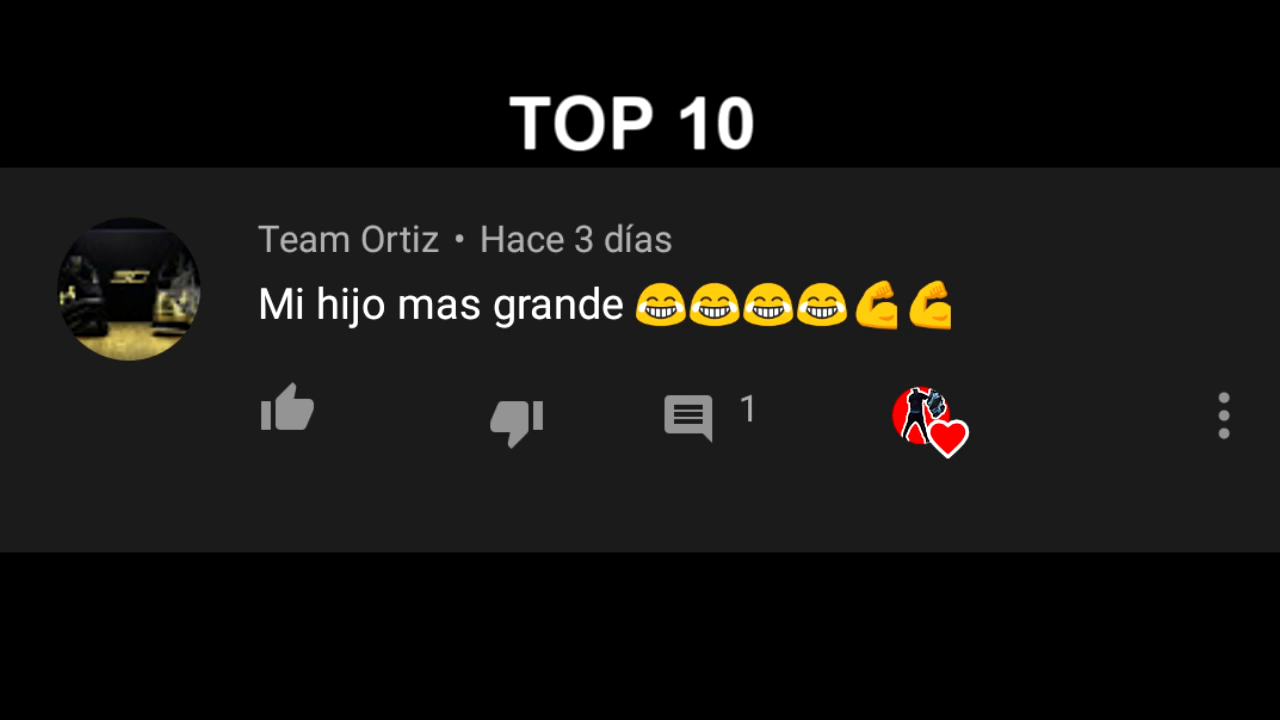 TOP 10
Team Ortiz • Hace 3 días
Mi hijo mas grande 😂😂😂😂💪💪
1